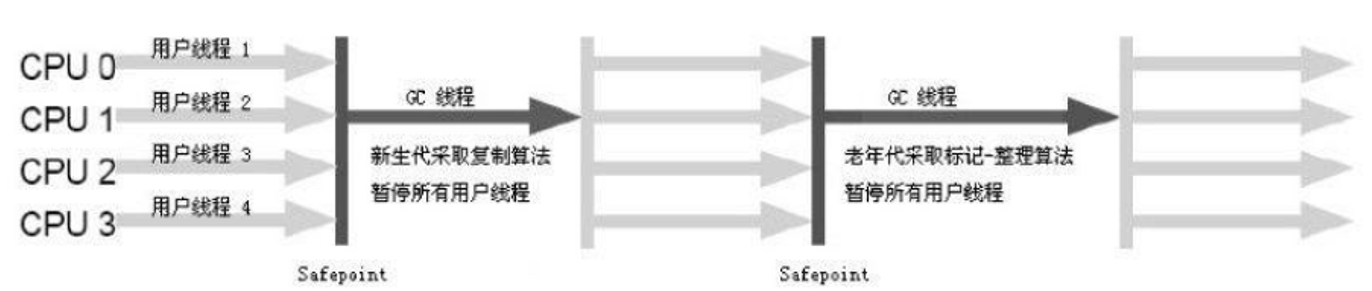 CPU 0 用户线程 1
CPU 1 用户线程 2
CPU 2 用户线程 3
CPU 3 用户线程 4
GC 线程
新生代采取复制算法
暂停所有用户线程
GC 线程
老年代采取标记-整理算法
暂停所有用户线程
Safepoint
Safepoint